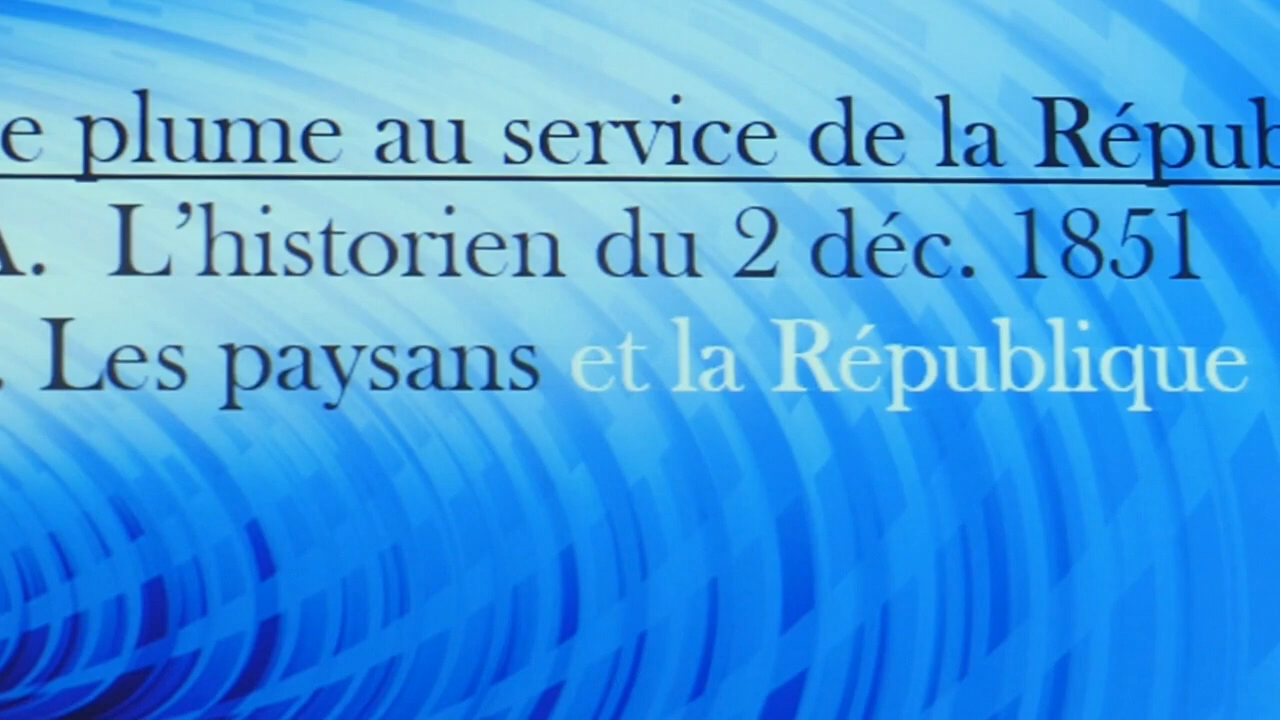 e plume au service de la Répub
A. L'historien du 2 déc. 1851
. Les paysans et la République